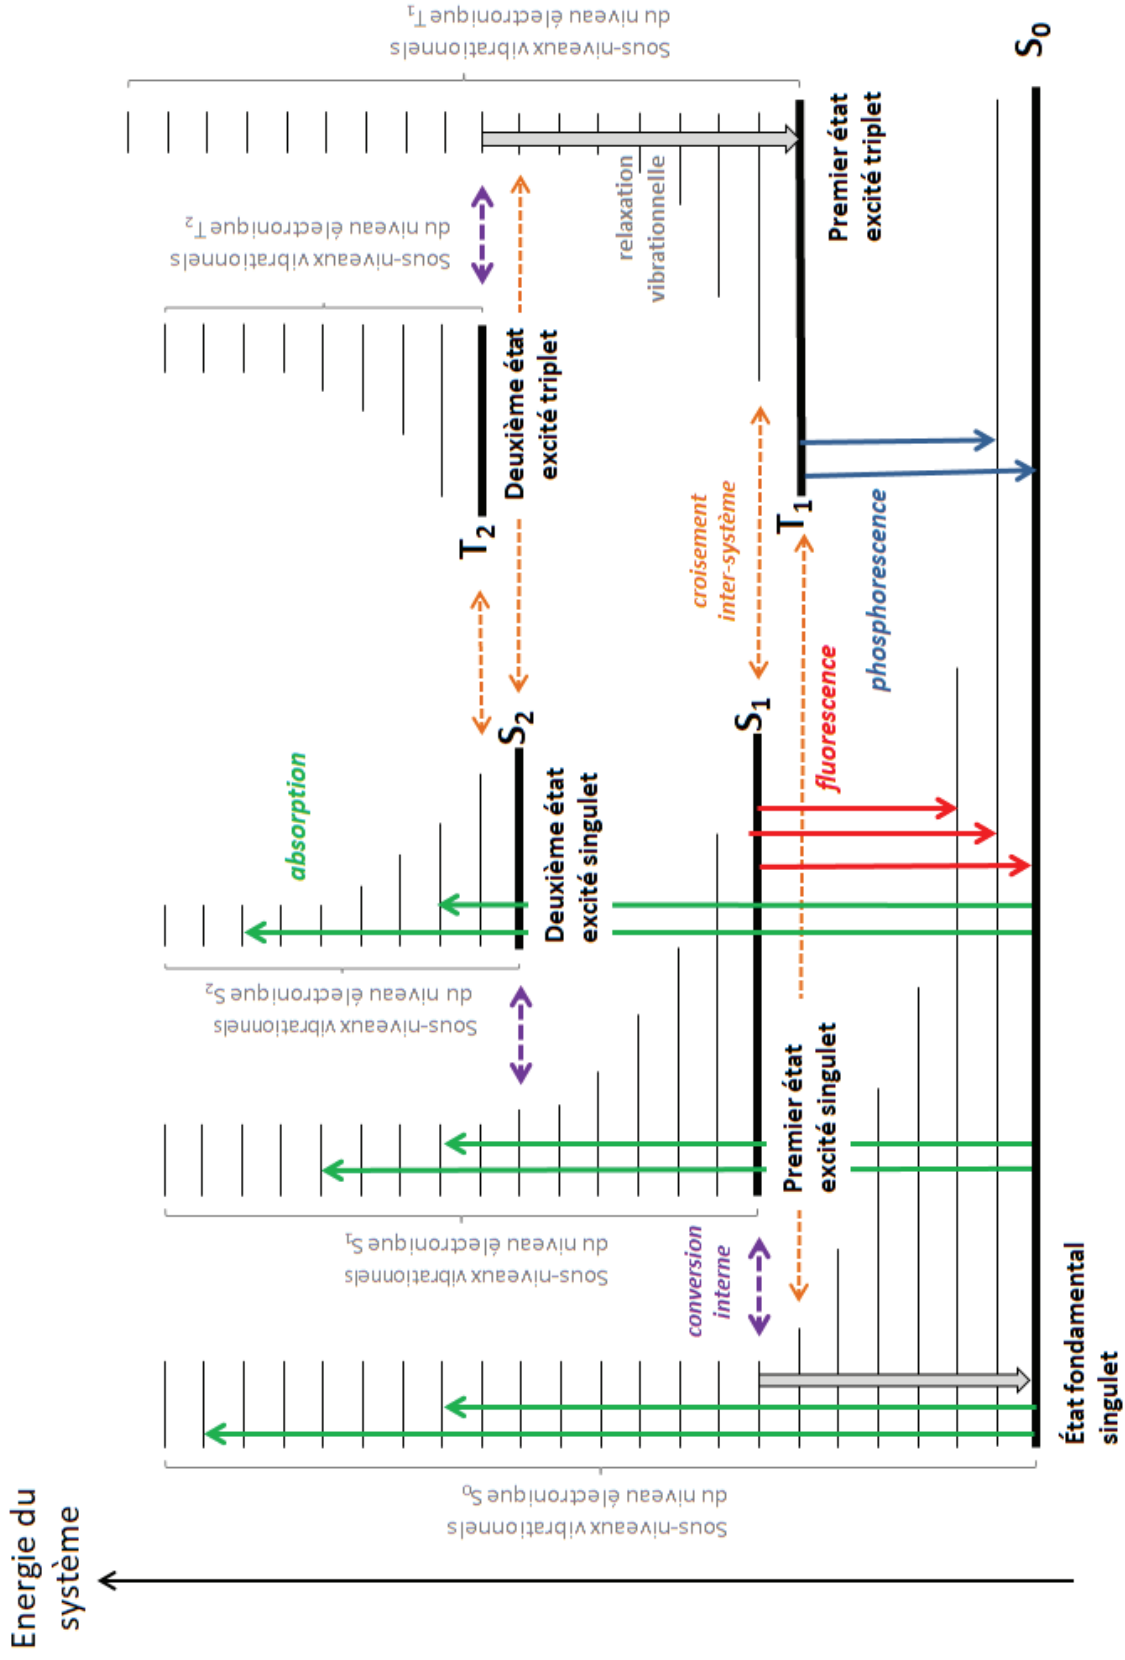 Energie du
système
Sous-niveaux vibrationnels
du niveau électronique S0
État fondamental
singulet
conversion
interne
Sous-niveaux vibrationnels
du niveau électronique S1
Premier état
excité singulet
Sous-niveaux vibrationnels
du niveau électronique S2
absorption
Deuxième état
excité singulet
S2
S1
fluorescence
phosphorescence
croisement
inter-système
T2
Deuxième état
excité triplet
T1
Sous-niveaux vibrationnels
du niveau électronique T2
relaxation
vibrationnelle
Premier état
excité triplet
Sous-niveaux vibrationnels
du niveau électronique T1
S0